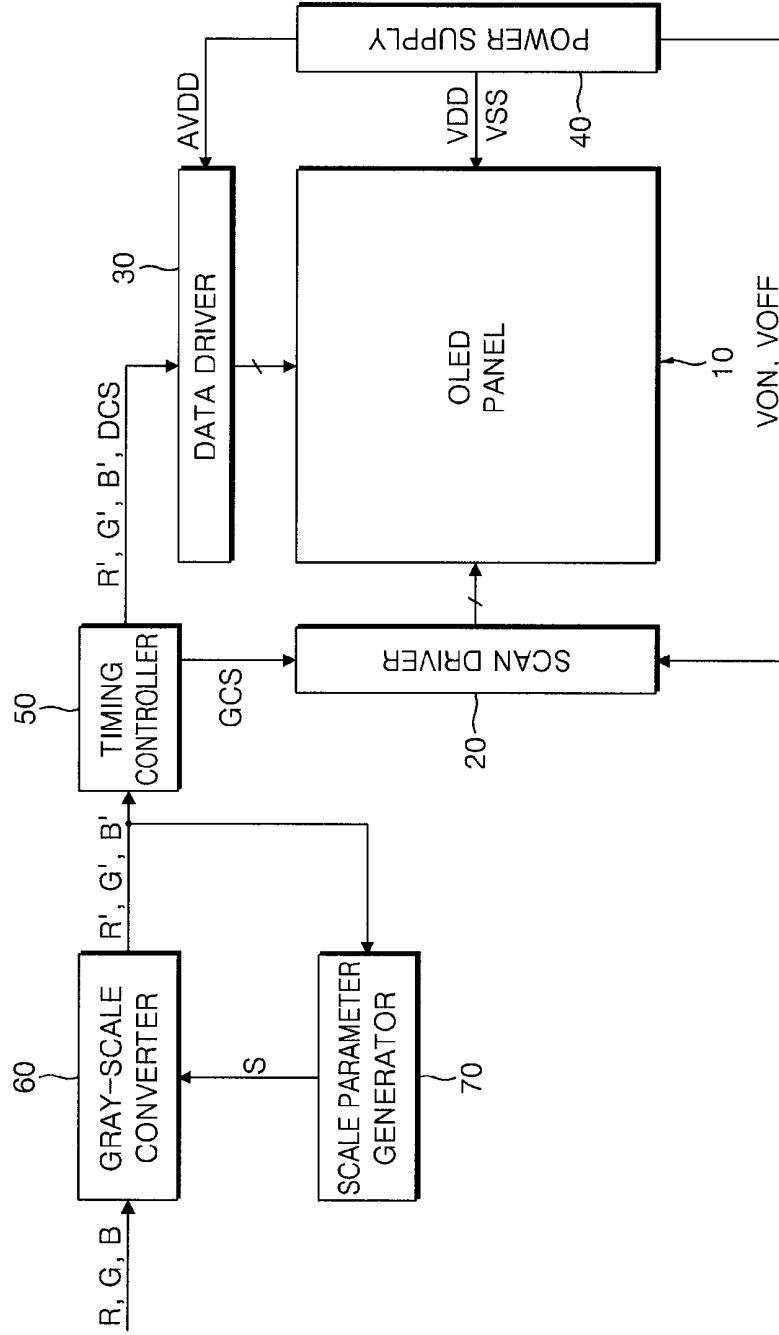 R, G, B
60
GRAY-SCALE
CONVERTER
R', G', B'
50
TIMING
CONTROLLER
R', G', B', DCS
30
DATA DRIVER
AVDD
S
GCS
SCALE PARAMETER
GENERATOR
70
SCAN DRIVER
20
OLED
PANEL
10
VDD
VSS
POWER SUPPLY
40
VON, VOFF